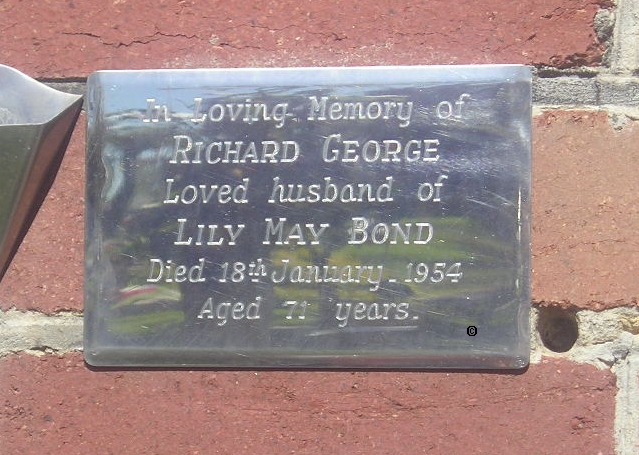 In Loving Memory of
RICHARD GEORGE
Loved husband of
LILY MAY BOND
Died 18th January 1954
Aged 71 years.
©